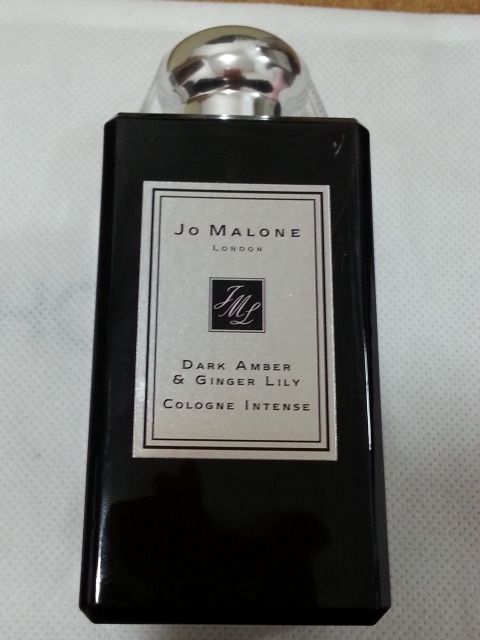 Jo Malone
London
JML
Dark Amber
& Ginger Lily
Cologne Intense